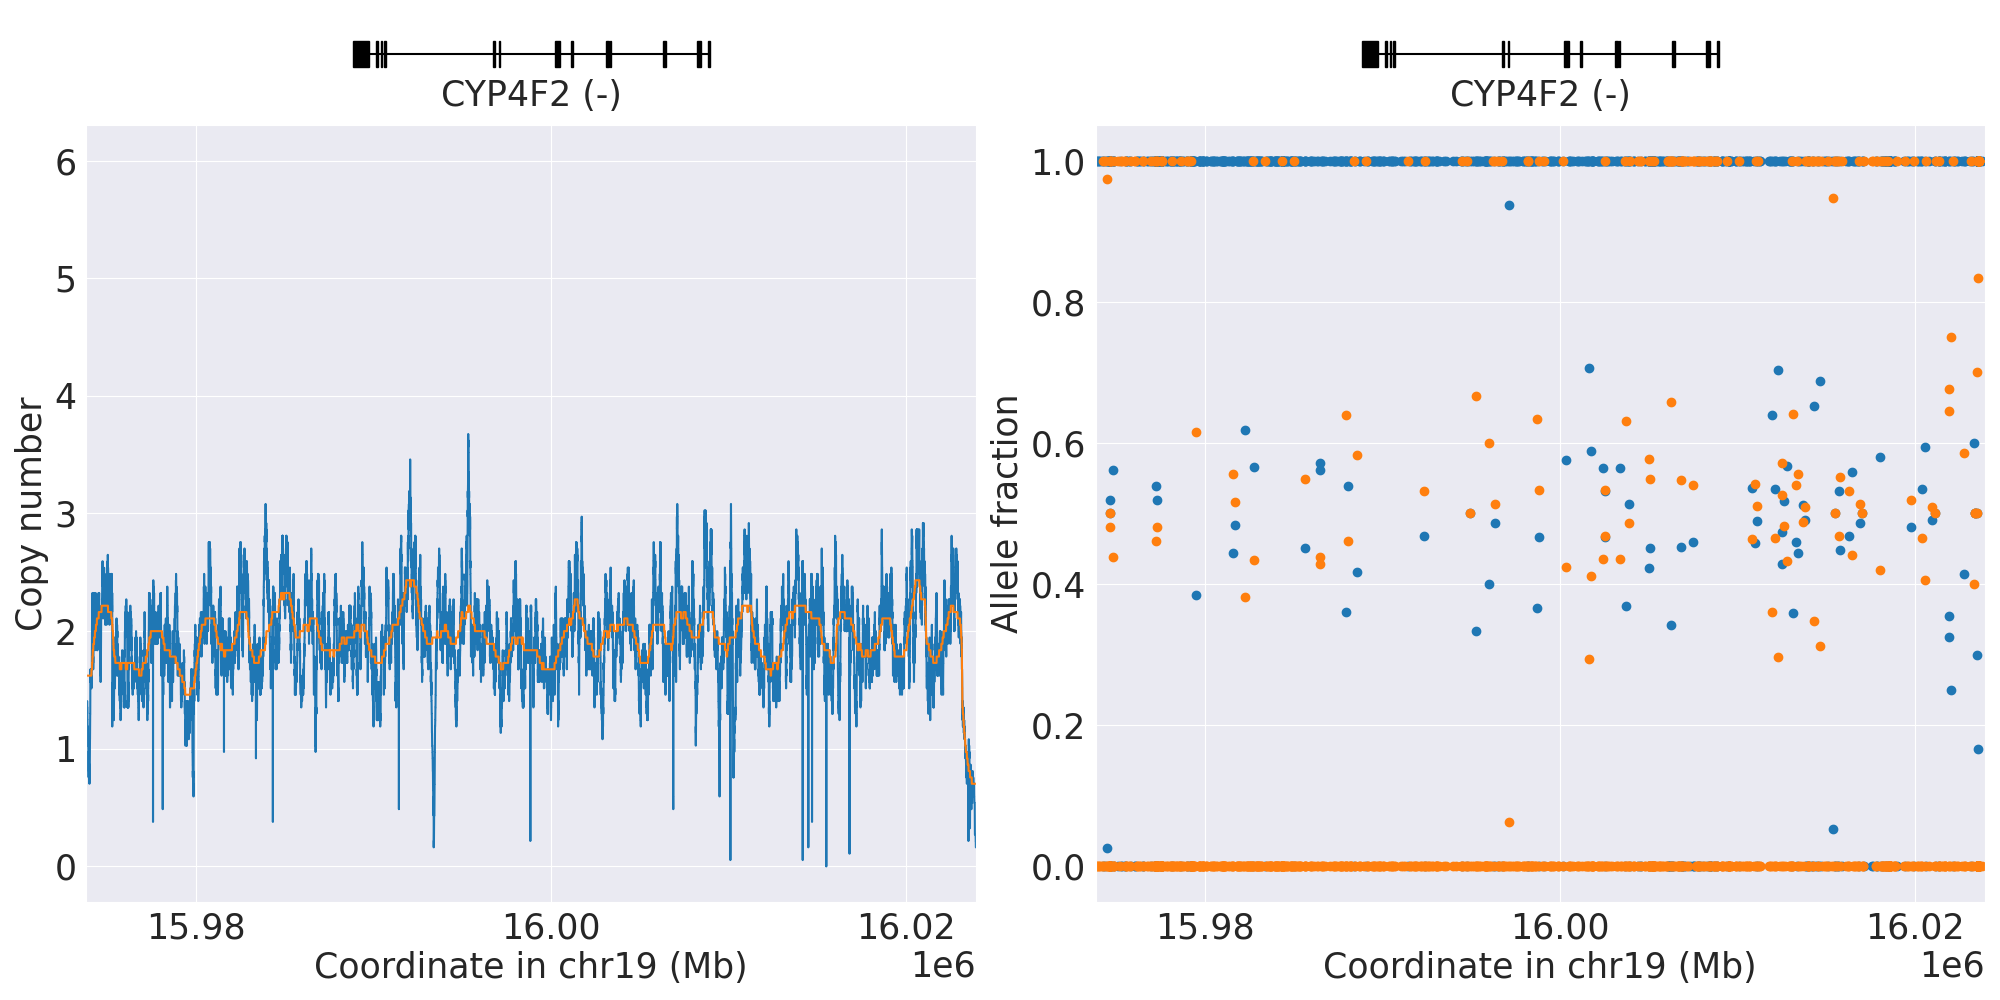 CYP4F2 (-)
6
5
4
3
2
1
0
Copy number
15.98
16.00
16.02
Coordinate in chr19 (Mb)
1e6
CYP4F2 (-)
1.0
0.8
0.6
0.4
0.2
0.0
Allele fraction
15.98
16.00
16.02
Coordinate in chr19 (Mb)
1e6